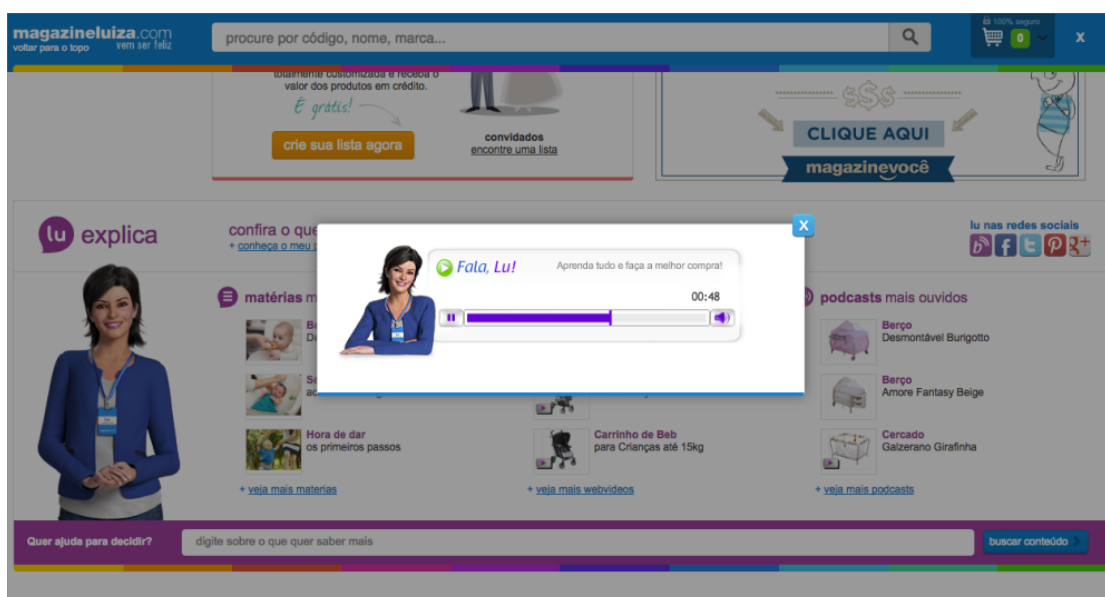 magazineluiza.com
voltar para o topo vem ser feliz
procure por código, nome, marca...
100% seguro
0
X
totalmente customizada e receba o
valor dos produtos em crédito.
É grátis!
crie sua lista agora
convidados
encontre uma lista
$$$
CLIQUE AQUI
magazinevocê
lu explica
confira o que
+ conheça o meu
lu nas redes sociais
X
Fala, Lu!
Aprenda tudo e faça a melhor compra!
00:48
matérias
podcasts mais ouvidos
Berço
Desmontável Burigotto
Berço
Amore Fantasy Beige
Hora de dar
os primeiros passos
Carrinho de Beb
para Crianças até 15kg
Cercado
Galzerano Girafinha
+ veja mais materias
+ veja mais webvideos
+ veja mais podcasts
Quer ajuda para decidir?
digite sobre o que quer saber mais
buscar conteúdo